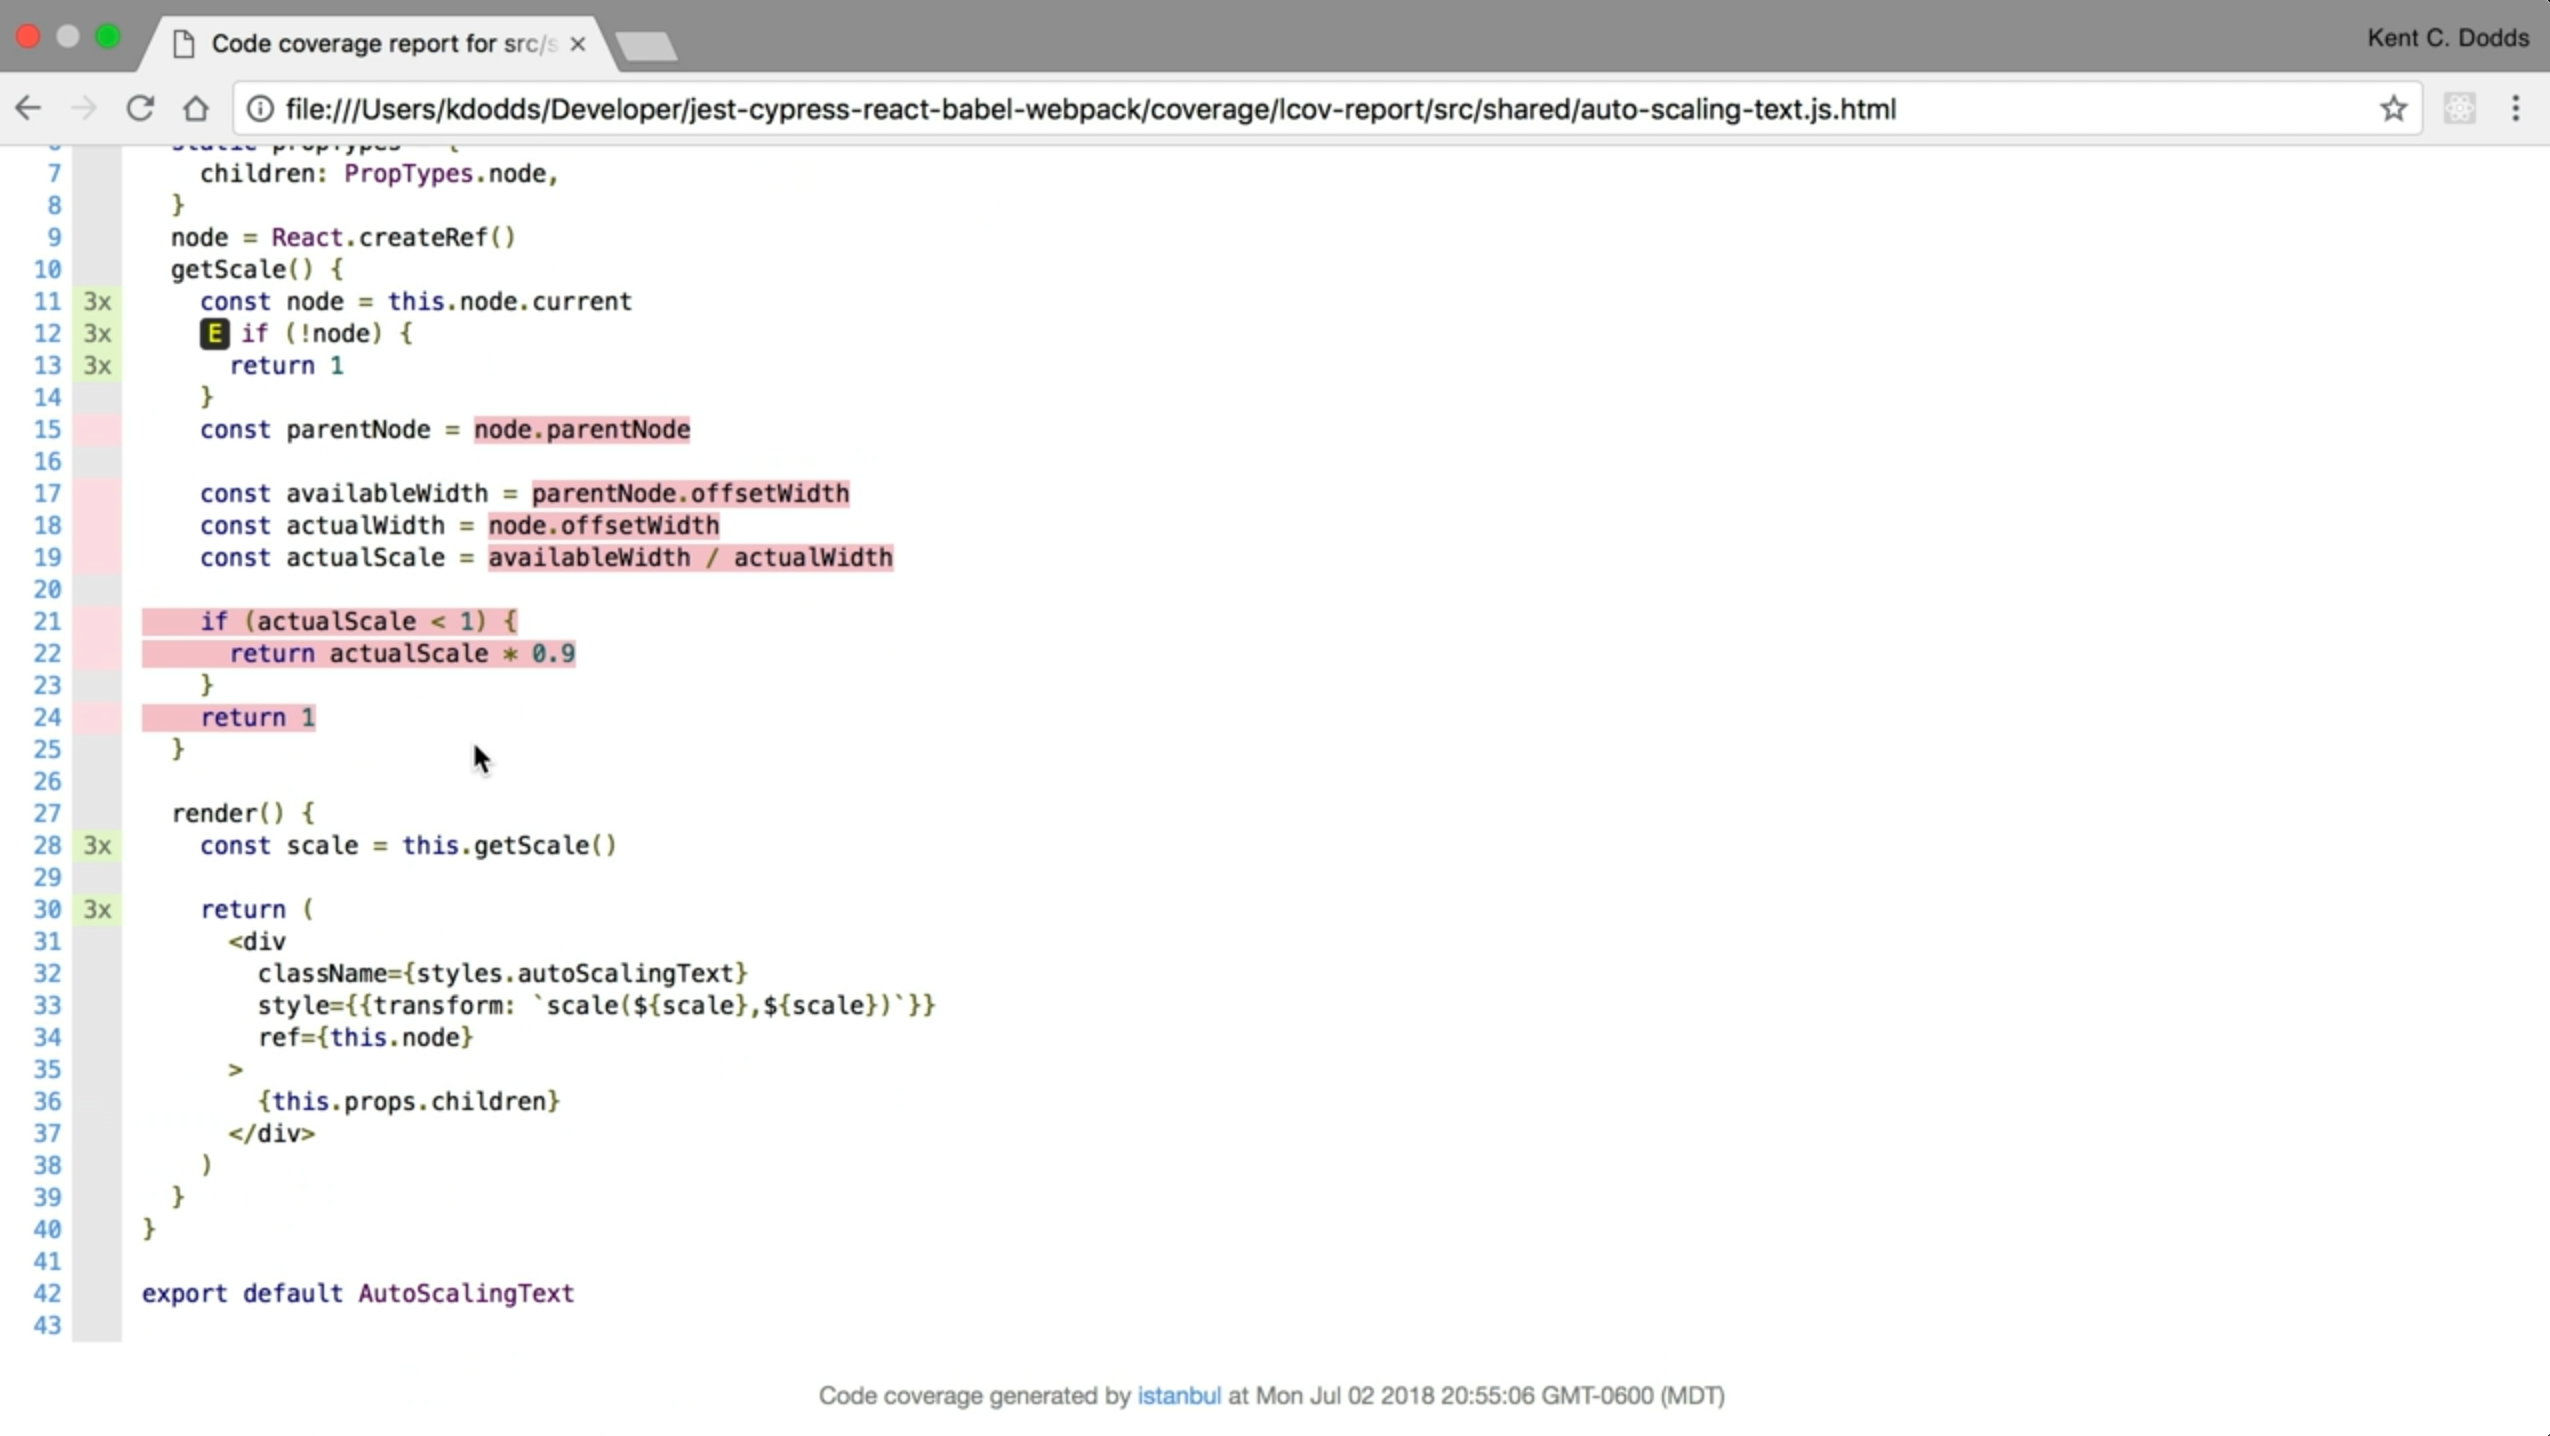 Code coverage report for src/s
Kent C. Dodds
file:///Users/kdodds/Developer/jest-cypress-react-babel-webpack/coverage/lcov-report/src/shared/auto-scaling-text.js.html
6 static propTypes = {
7 children: PropTypes.node,
8 }
9 node = React.createRef()
10 getScale() {
11 3x const node = this.node.current
12 3x E if (!node) {
13 3x return 1
14 }
15 const parentNode = node.parentNode
16
17 const availableWidth = parentNode.offsetWidth
18 const actualWidth = node.offsetWidth
19 const actualScale = availableWidth / actualWidth
20
21 if (actualScale < 1) {
22 return actualScale * 0.9
23 }
24 return 1
25 }
26
27 render() {
28 3x const scale = this.getScale()
29
30 3x return (
31 <div
32 className={styles.autoScalingText}
33 style={{transform: `scale(${scale},${scale})`}}
34 ref={this.node}
35 >
36 {this.props.children}
37 </div>
38 )
39 }
40 }
41
42 export default AutoScalingText
43
Code coverage generated by istanbul at Mon Jul 02 2018 20:55:06 GMT-0600 (MDT)